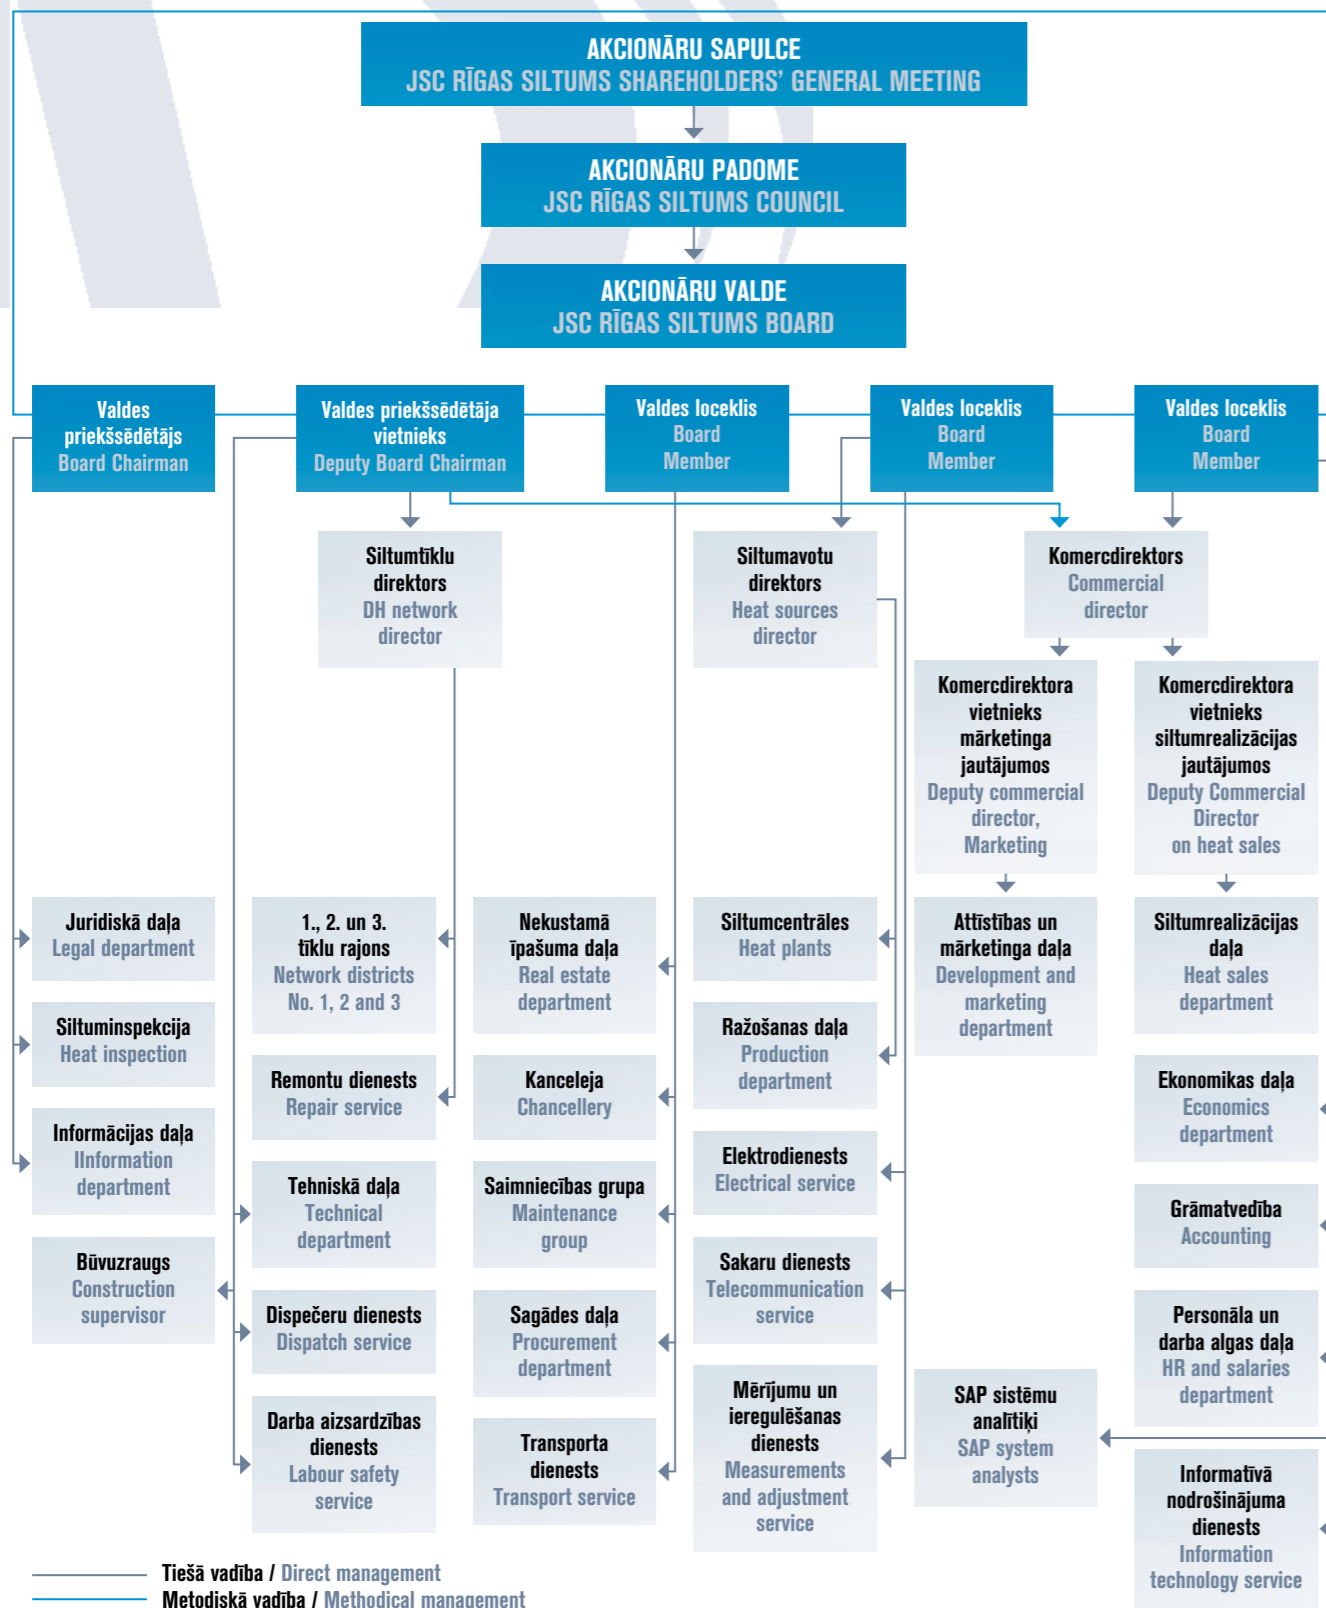 AKCIONĀRU SAPULCE
JSC RĪGAS SILTUMS SHAREHOLDERS’ GENERAL MEETING
AKCIONĀRU PADOME
JSC RĪGAS SILTUMS COUNCIL
AKCIONĀRU VALDE
JSC RĪGAS SILTUMS BOARD
Valdes
priekšsēdētājs
Board Chairman
Valdes priekšsēdētāja
vietnieks
Deputy Board Chairman
Valdes loceklis
Board
Member
Valdes loceklis
Board
Member
Valdes loceklis
Board
Member
Siltumtīklu
direktors
DH network
director
Siltumavotu
direktors
Heat sources
director
Komercdirektors
Commercial
director
Komercdirektora
vietnieks
mārketinga
jautājumos
Deputy commercial
director,
Marketing
Komercdirektora
vietnieks
siltumrealizācijas
jautājumos
Deputy Commercial
Director
on heat sales
Juridiskā daļa
Legal department
Siltuminspekcija
Heat inspection
Informācijas daļa
IInformation
department
Būvuzraugs
Construction
supervisor
1., 2. un 3.
tīklu rajons
Network districts
No. 1, 2 and 3
Remontu dienests
Repair service
Tehniskā daļa
Technical
department
Dispečeru dienests
Dispatch service
Darba aizsardzības
dienests
Labour safety
service
Nekustamā
īpašuma daļa
Real estate
department
Kanceleja
Chancellery
Saimniecības grupa
Maintenance
group
Sagādes daļa
Procurement
department
Transporta
dienests
Transport service
Siltumcentrāles
Heat plants
Ražošanas daļa
Production
department
Elektrodienests
Electrical service
Sakaru dienests
Telecommunication
service
Mērījumu un
ieregulēšanas
dienests
Measurements
and adjustment
service
Attīstības un
mārketinga daļa
Development and
marketing
department
SAP sistēmu
analītiķi
SAP system
analysts
Siltumrealizācijas
daļa
Heat sales
department
Ekonomikas daļa
Economics
department
Grāmatvedība
Accounting
Personāla un
darba algas daļa
HR and salaries
department
Informatīvā
nodrošinājuma
dienests
Information
technology service
Tiešā vadība / Direct management
Metodiskā vadība / Methodical management